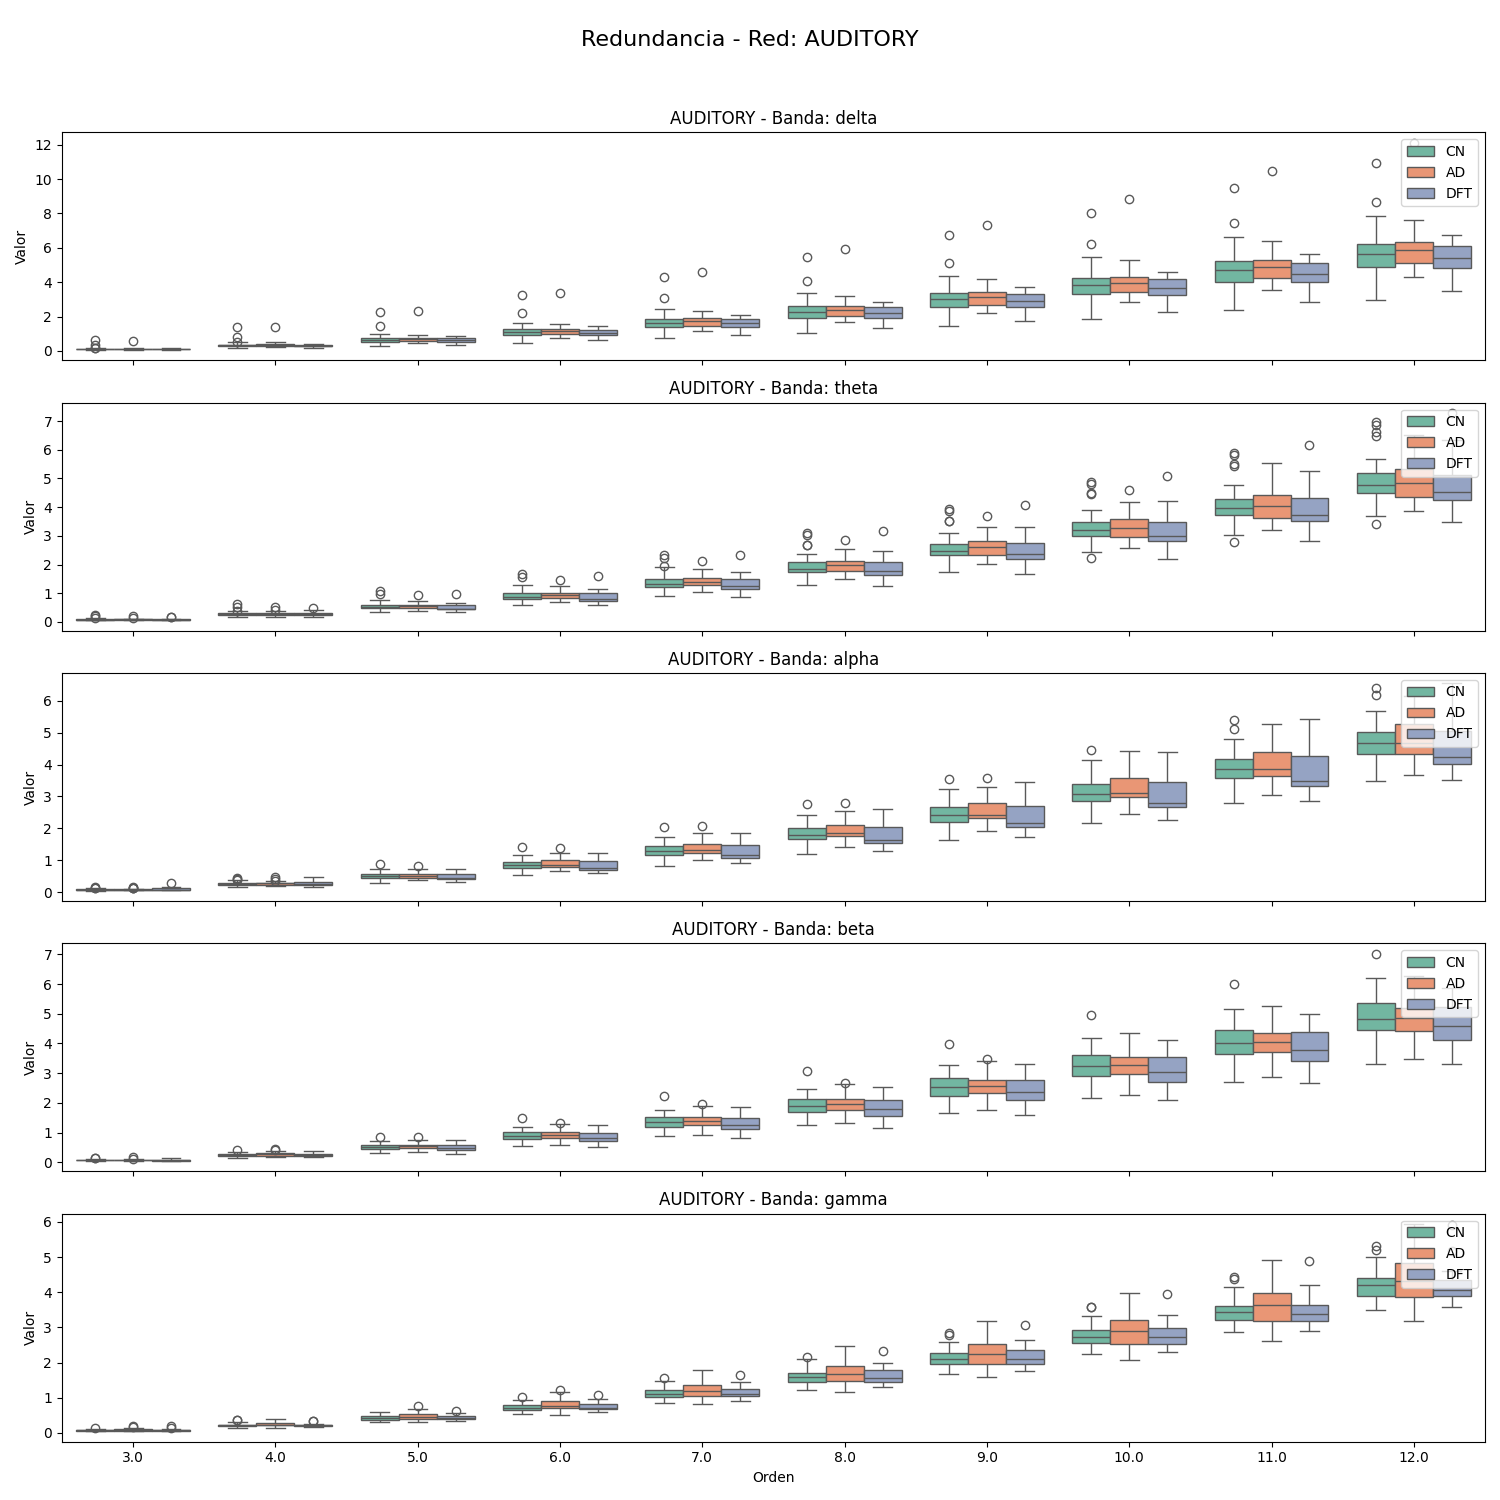 Redundancia - Red: AUDITORY
AUDITORY - Banda: delta
12
10
8
6
4
2
0
Valor
CN
AD
DFT
AUDITORY - Banda: theta
7
6
5
4
3
2
1
0
Valor
CN
AD
DFT
AUDITORY - Banda: alpha
6
5
4
3
2
1
0
Valor
CN
AD
DFT
AUDITORY - Banda: beta
7
6
5
4
3
2
1
0
Valor
CN
AD
DFT
AUDITORY - Banda: gamma
6
5
4
3
2
1
0
Valor
CN
AD
DFT
3.0 4.0 5.0 6.0 7.0 8.0 9.0 10.0 11.0 12.0
Orden